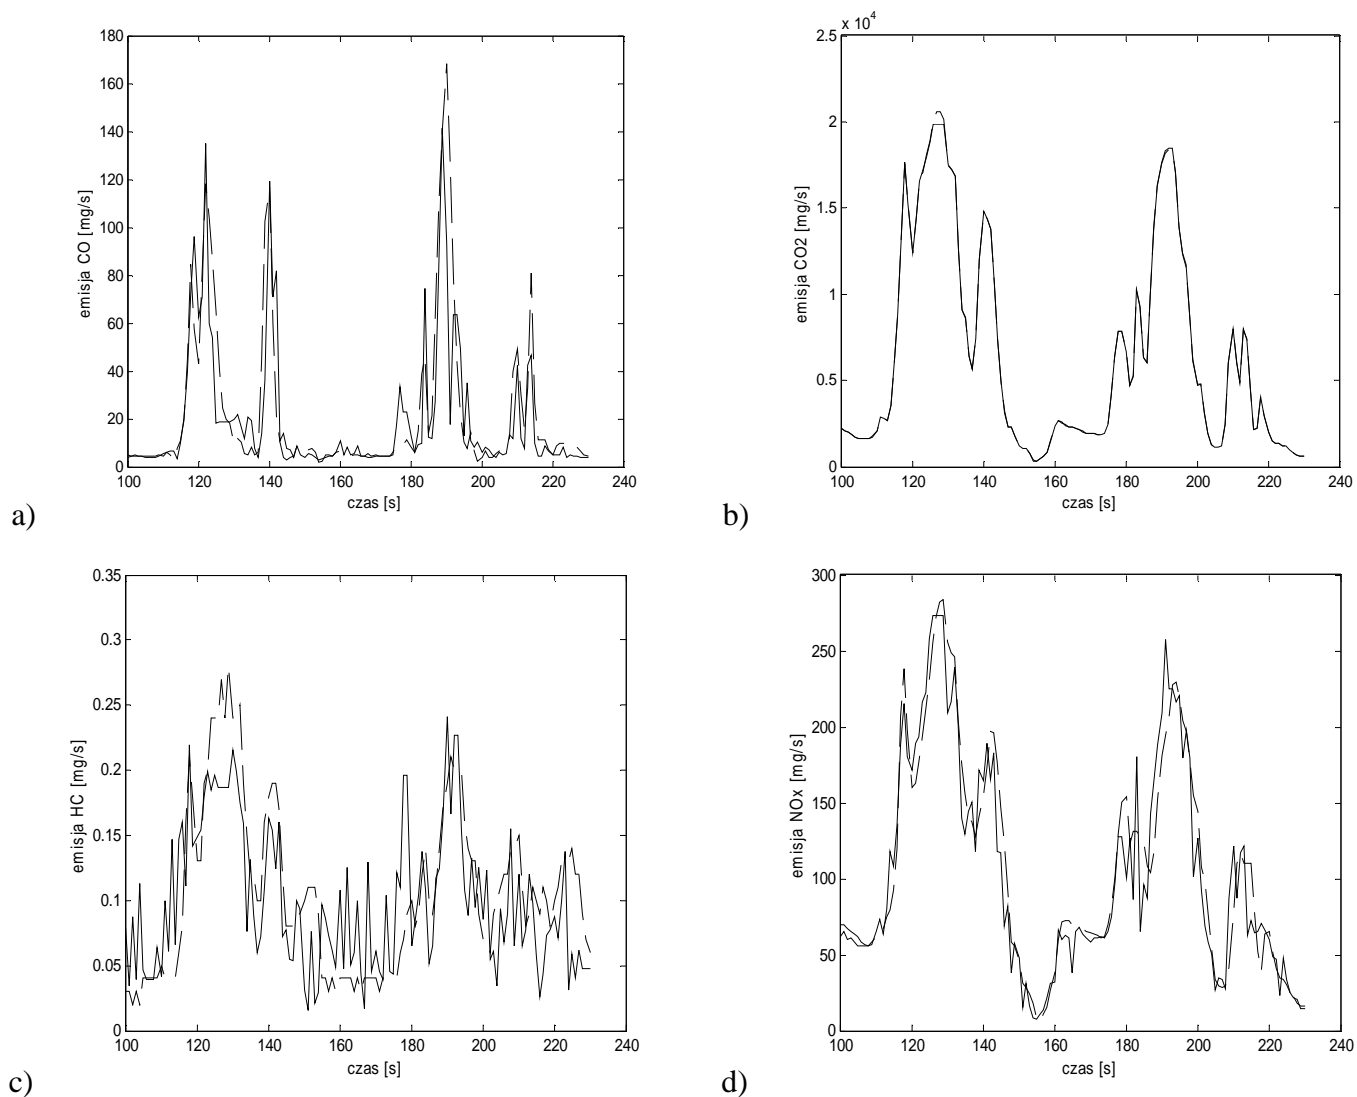 180
160
140
120
100
80
60
40
20
0
emisja CO [mg/s]
100 120 140 160 180 200 220 240
czas [s]
a)
x 10^4
2.5
2
1.5
1
0.5
0
emisja CO2 [mg/s]
100 120 140 160 180 200 220 240
czas [s]
b)
0.35
0.3
0.25
0.2
0.15
0.1
0.05
0
emisja HC [mg/s]
100 120 140 160 180 200 220 240
czas [s]
c)
300
250
200
150
100
50
0
emisja NOx [mg/s]
100 120 140 160 180 200 220 240
czas [s]
d)